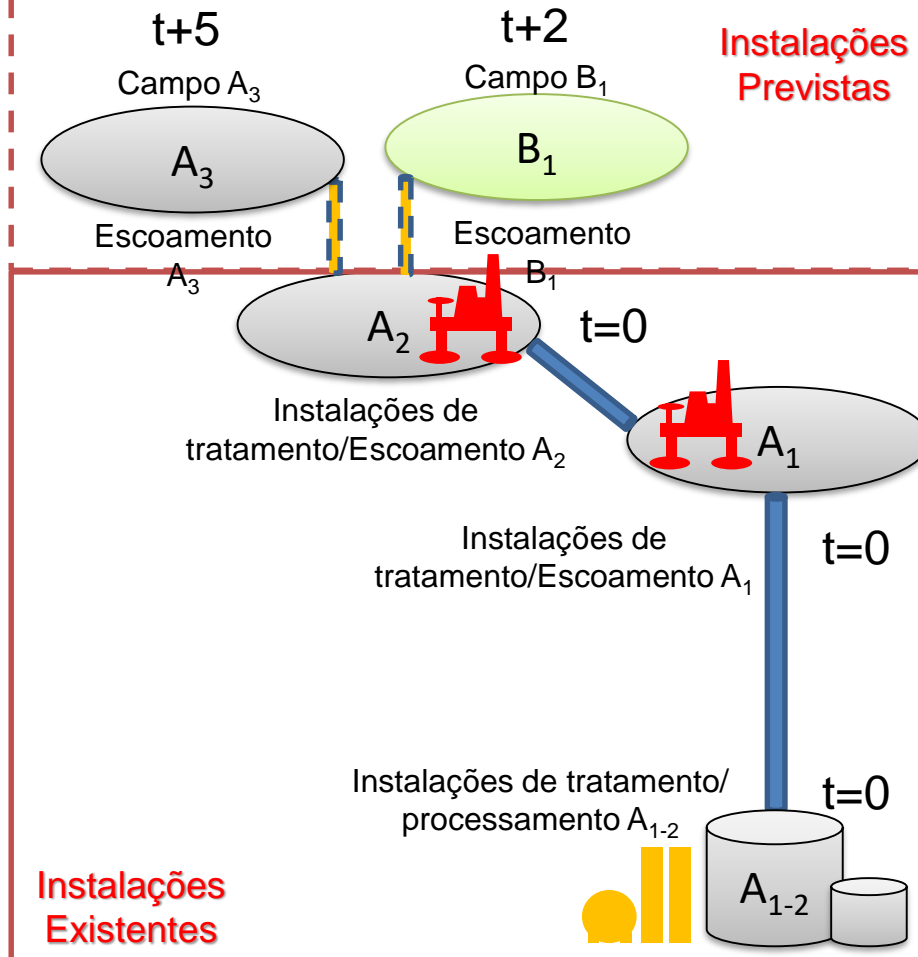 t+5
t+2
Instalações
Previstas
Campo A₃
Campo B₁
A₃
B₁
Escoamento
A₃
Escoamento
B₁
A₂
t=0
Instalações de
tratamento/Escoamento A₂
A₁
Instalações de
tratamento/Escoamento A₁
t=0
Instalações de tratamento/
processamento A₁₋₂
t=0
A₁₋₂
Instalações
Existentes